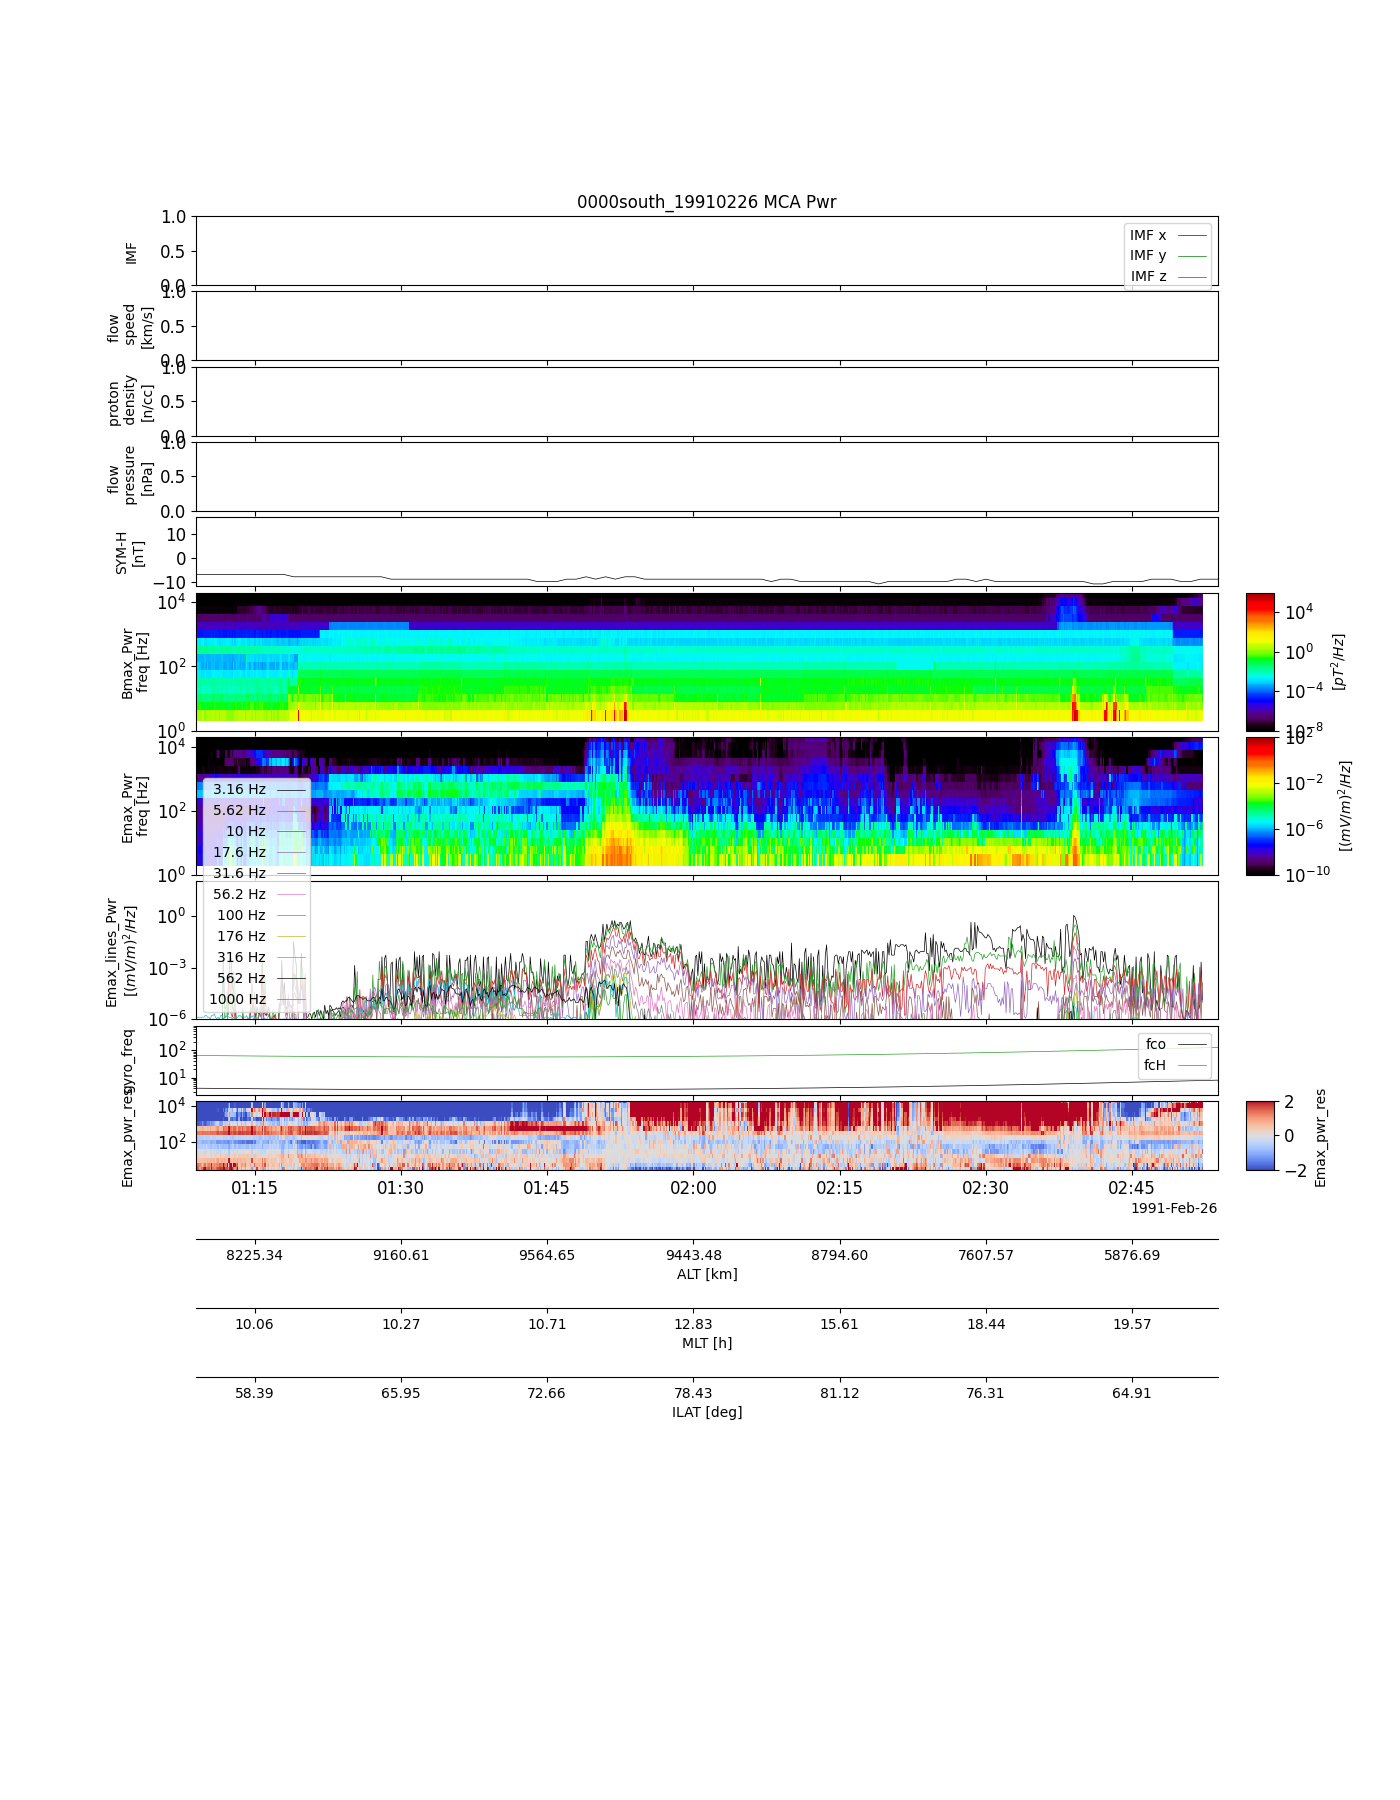 0000south_19910226 MCA Pwr
IMF
1.0
0.5
0.0
IMF x
IMF y
IMF z
flow
speed
[km/s]
1.0
0.5
0.0
proton
density
[n/cc]
1.0
0.5
0.0
flow
pressure
[nPa]
1.0
0.5
0.0
SYM-H
[nT]
10
0
−10
Bmax_Pwr
freq [Hz]
10^4
10^2
10^0
10^4
10^0
10^−4
10^−8
[pT^2/Hz]
Emax_Pwr
freq [Hz]
10^4
10^2
10^0
10^2
10^−2
10^−6
10^−10
[(mV/m)^2/Hz]
3.16 Hz
5.62 Hz
10 Hz
17.6 Hz
31.6 Hz
56.2 Hz
100 Hz
176 Hz
316 Hz
562 Hz
1000 Hz
Emax_lines_Pwr
[(mV/m)^2/Hz]
10^0
10^−3
10^−6
gyro_freq
10^2
10^1
fco
fcH
Emax_pwr_res
10^4
10^2
2
0
−2
Emax_pwr_res
01:15 01:30 01:45 02:00 02:15 02:30 02:45
1991-Feb-26
8225.34 9160.61 9564.65 9443.48 8794.60 7607.57 5876.69
ALT [km]
10.06 10.27 10.71 12.83 15.61 18.44 19.57
MLT [h]
58.39 65.95 72.66 78.43 81.12 76.31 64.91
ILAT [deg]